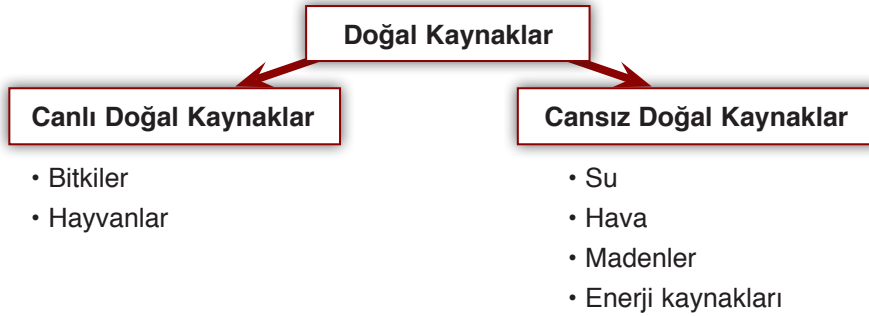 Doğal Kaynaklar
Canlı Doğal Kaynaklar
• Bitkiler
• Hayvanlar
Cansız Doğal Kaynaklar
• Su
• Hava
• Madenler
• Enerji kaynakları